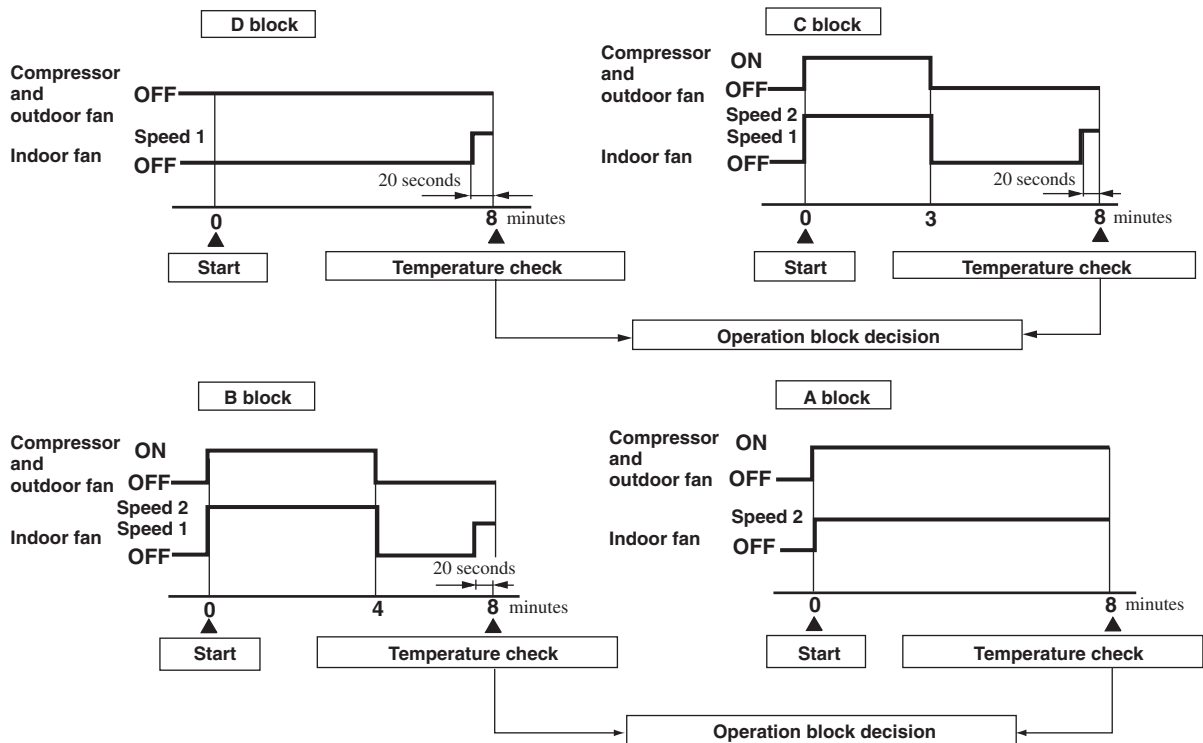 D block
Compressor
and
outdoor fan
OFF
Speed 1
Indoor fan
OFF
20 seconds
0
8 minutes
Start
Temperature check
C block
Compressor
and
outdoor fan
ON
OFF
Speed 2
Speed 1
Indoor fan
OFF
20 seconds
0
3
8 minutes
Start
Temperature check
Operation block decision
B block
Compressor
and
outdoor fan
ON
OFF
Speed 2
Speed 1
Indoor fan
OFF
20 seconds
0
4
8 minutes
Start
Temperature check
A block
Compressor
and
outdoor fan
ON
OFF
Speed 2
Indoor fan
OFF
0
8 minutes
Start
Temperature check
Operation block decision